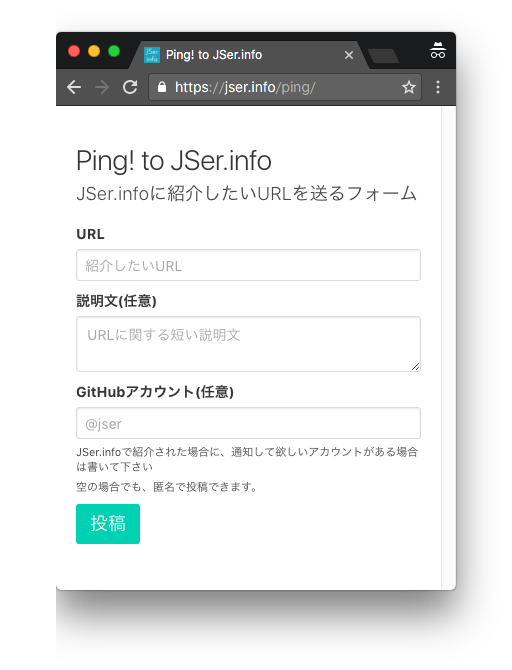 JSer
info
Ping! to JSer.info
https://jser.info/ping/
Ping! to JSer.info
JSer.infoに紹介したいURLを送るフォーム
URL
紹介したいURL
説明文(任意)
URLに関する短い説明文
GitHubアカウント(任意)
@jser
JSer.infoで紹介された場合に、通知して欲しいアカウントがある場合
は書いて下さい
空の場合でも、匿名で投稿できます。
投稿